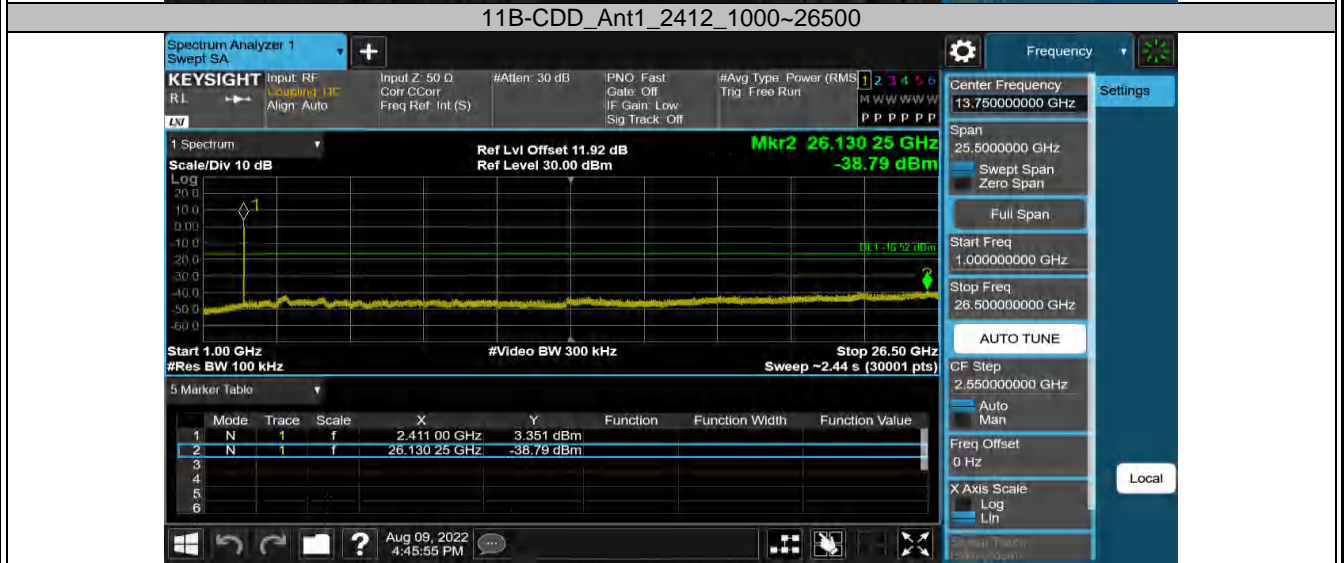 11B-CDD_Ant1_2412_1000~26500
Spectrum Analyzer 1
Swept SA
Frequency
KEYSIGHT Input: RF Input Z: 50 Ω #Atten: 30 dB PNO: Fast #Avg Type: Power (RMS 1 2 3 4 5 6
RL Coupling: DC Corr CCorr Gate: Off Trig: Free Run M W W W W W
Align: Auto Freq Ref: Int (S) IF Gain: Low
LXI Sig Track: Off P P P P P P
Center Frequency
13.750000000 GHz
Settings
1 Spectrum Ref Lvl Offset 11.92 dB Mkr2 26.130 25 GHz
Scale/Div 10 dB Ref Level 30.00 dBm -38.79 dBm
Log
20.0
10.0 1
0.00
-10.0 DL1 -16.52 dBm
-20.0
-30.0 2
-40.0
-50.0
-60.0
Start 1.00 GHz #Video BW 300 kHz Stop 26.50 GHz
#Res BW 100 kHz Sweep ~2.44 s (30001 pts)
Span
25.5000000 GHz
Swept Span
Zero Span
Full Span
Start Freq
1.000000000 GHz
Stop Freq
26.500000000 GHz
AUTO TUNE
CF Step
2.550000000 GHz
Auto
Man
Freq Offset
0 Hz
X Axis Scale
Log
Lin
Local
5 Marker Table
Mode Trace Scale X Y Function Function Width Function Value
1 N 1 f 2.411 00 GHz 3.351 dBm
2 N 1 f 26.130 25 GHz -38.79 dBm
3
4
5
6
? Aug 09, 2022
4:45:55 PM